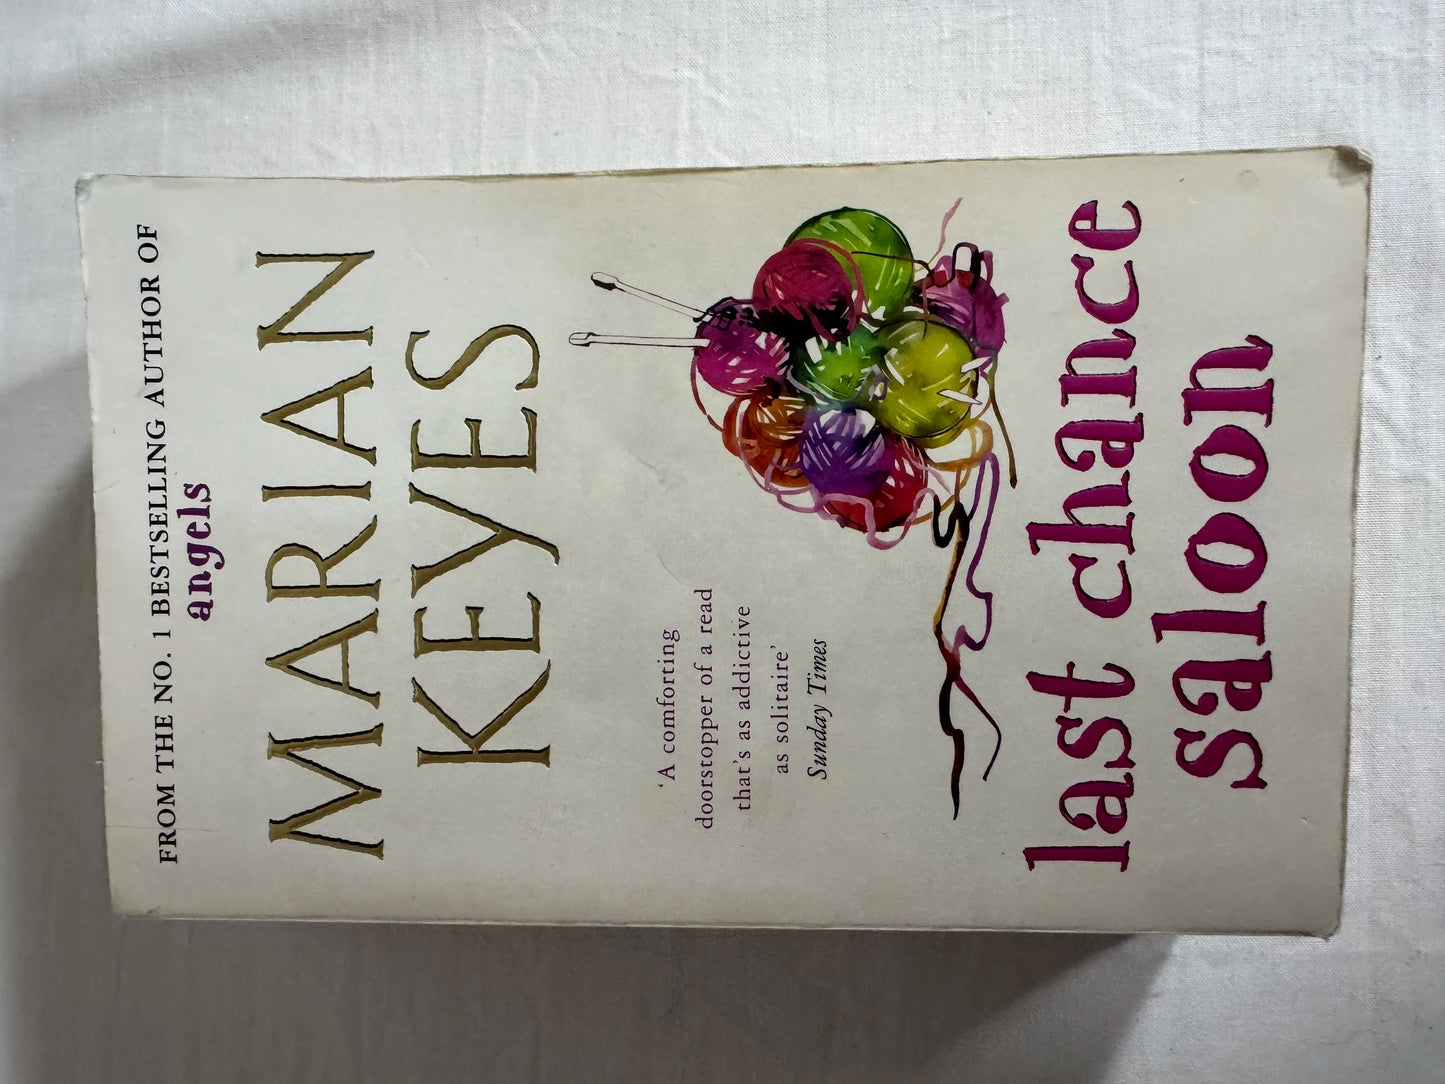 FROM THE NO. 1 BESTSELLING AUTHOR OF
angels
MARIAN
KEYES
‘A comforting
doorstopper of a read
that’s as addictive
as solitaire’
Sunday Times
last chance
saloon